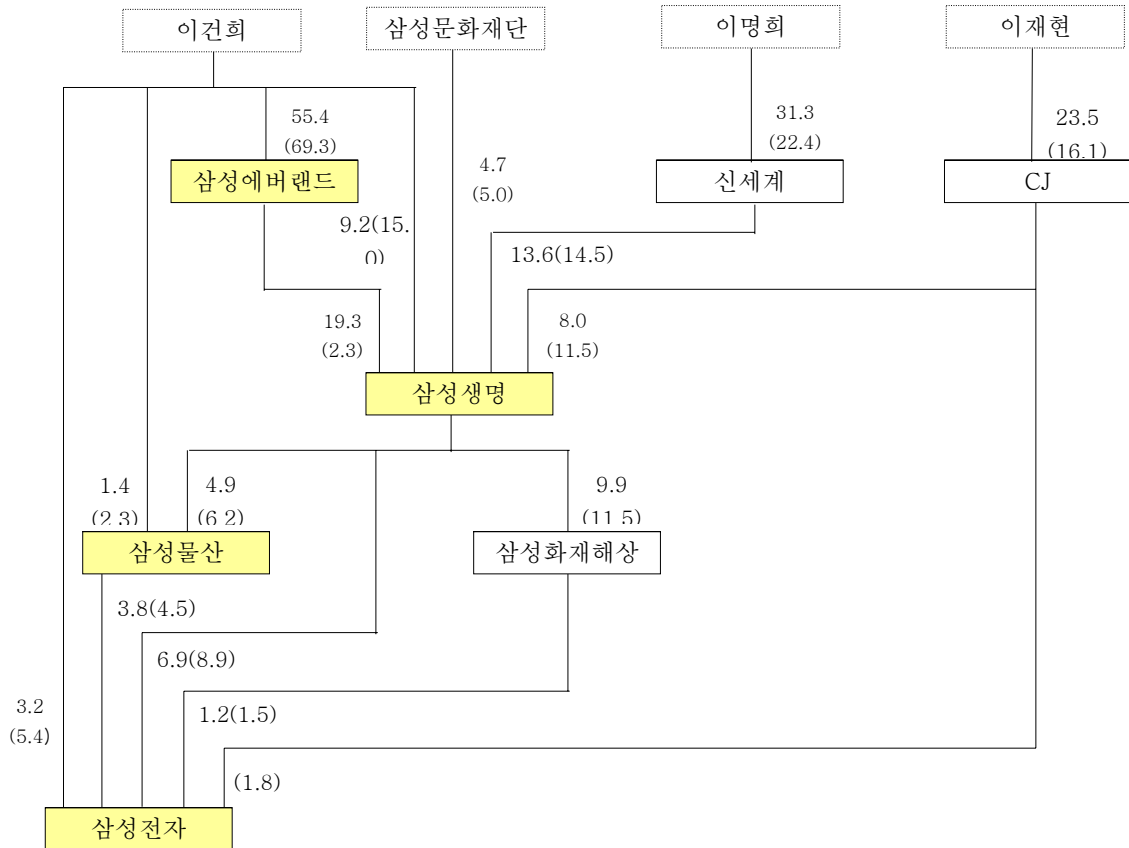 이건희
삼성문화재단
이명희
이재현
55.4
(69.3)
31.3
(22.4)
23.5
(16.1)
4.7
(5.0)
삼성에버랜드
신세계
CJ
9.2(15.
0)
13.6(14.5)
19.3
(2.3)
8.0
(11.5)
삼성생명
1.4
(2.3)
4.9
(6.2)
9.9
(11.5)
삼성물산
삼성화재해상
3.8(4.5)
6.9(8.9)
3.2
(5.4)
1.2(1.5)
(1.8)
삼성전자